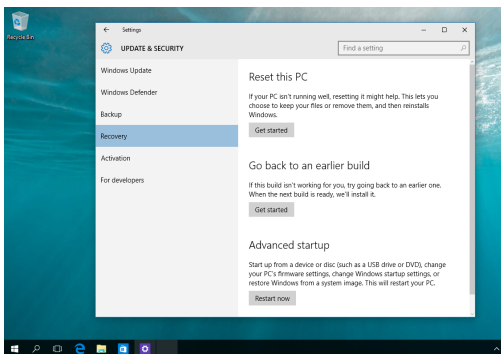 Recycle Bin
Settings
UPDATE & SECURITY
Find a setting
Windows Update
Windows Defender
Backup
Recovery
Activation
For developers
Reset this PC
If your PC isn't running well, resetting it might help. This lets you
choose to keep your files or remove them, and then reinstalls
Windows.
Get started
Go back to an earlier build
If this build isn't working for you, try going back to an earlier one.
When the next build is ready, we'll install it.
Get started
Advanced startup
Start up from a device or disc (such as a USB drive or DVD), change
your PC's firmware settings, change Windows startup settings, or
restore Windows from a system image. This will restart your PC.
Restart now